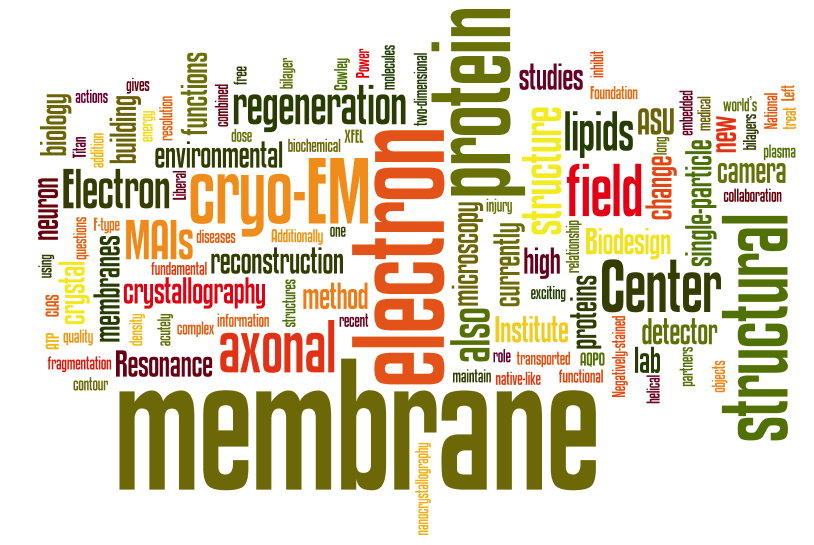 membrane
electron
protein
structural
cryo-EM
Center
axonal
field
regeneration
structure
Electron
MAIs
lipids
also
environmental
reconstruction
crystallography
Resonance
biology
actions
gives
building
Titan
addition
energy
resolution
functions
combined
free
bilayer
dose
biochemical
XFEL
Cowley
Power
molecules
two-dimensional
Liberal
neuron
questions
f-type
diseases
Additionally
one
using
crystal
membranes
fundamental
CLAS
ATP
quality
density
acutely
complex
information
structures
method
recent
fragmentation
contour
studies
inhibit
Foundation
ASU
long
embedded
medical
new
world's
bilayers
National
treat
Left
plasma
camera
collaboration
change
single-particle
injury
microscopy
currently
high
relationship
Biodesign
exciting
proteins
Institute
detector
role
transported
AQP0
lab
partners
objects
maintain
native-like
functional
Negatively-stained
helical
nanocrystallography